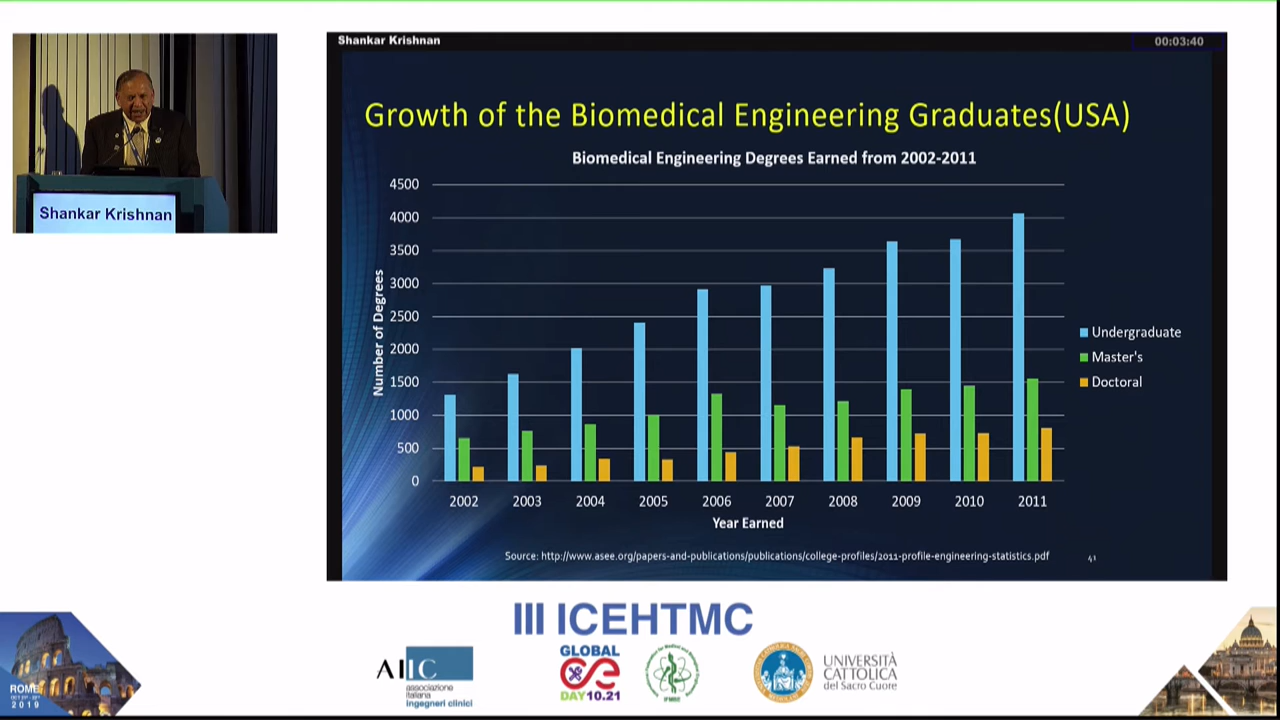 Shankar Krishnan
00:03:40
Growth of the Biomedical Engineering Graduates(USA)
Biomedical Engineering Degrees Earned from 2002-2011
Number of Degrees
4500
4000
3500
3000
2500
2000
1500
1000
500
0
2002 2003 2004 2005 2006 2007 2008 2009 2010 2011
Year Earned
Undergraduate
Master's
Doctoral
Source: http://www.asee.org/papers-and-publications/publications/college-profiles/2011-profile-engineering-statistics.pdf
41
Shankar Krishnan
III ICEHTMC
ROME
2019
AIIC
associazione
italiana
ingegneri clinici
GLOBAL
CE
DAY 10.21
UNIVERSITÀ
CATTOLICA
del Sacro Cuore